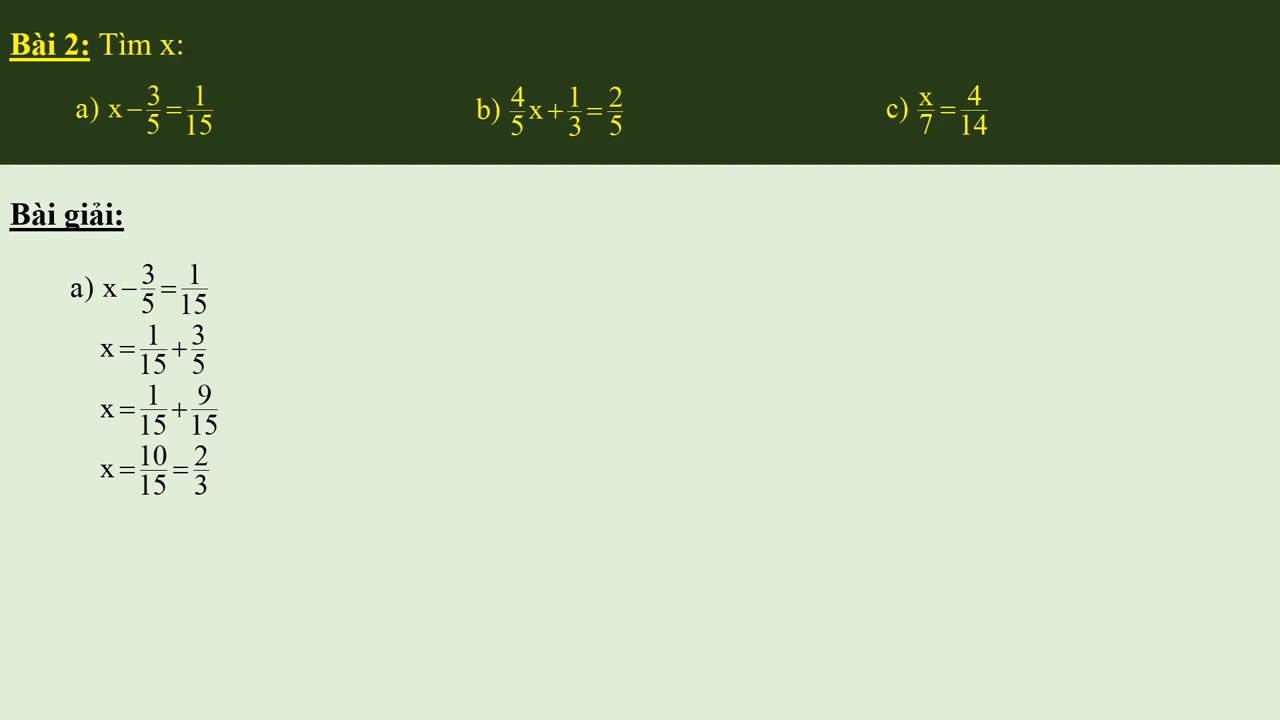 Bài 2: Tìm x:
a) x − 3/5 = 1/15
b) 4/5 x + 1/3 = 2/5
c) x/7 = 4/14
Bài giải:
a) x − 3/5 = 1/15
x = 1/15 + 3/5
x = 1/15 + 9/15
x = 10/15 = 2/3